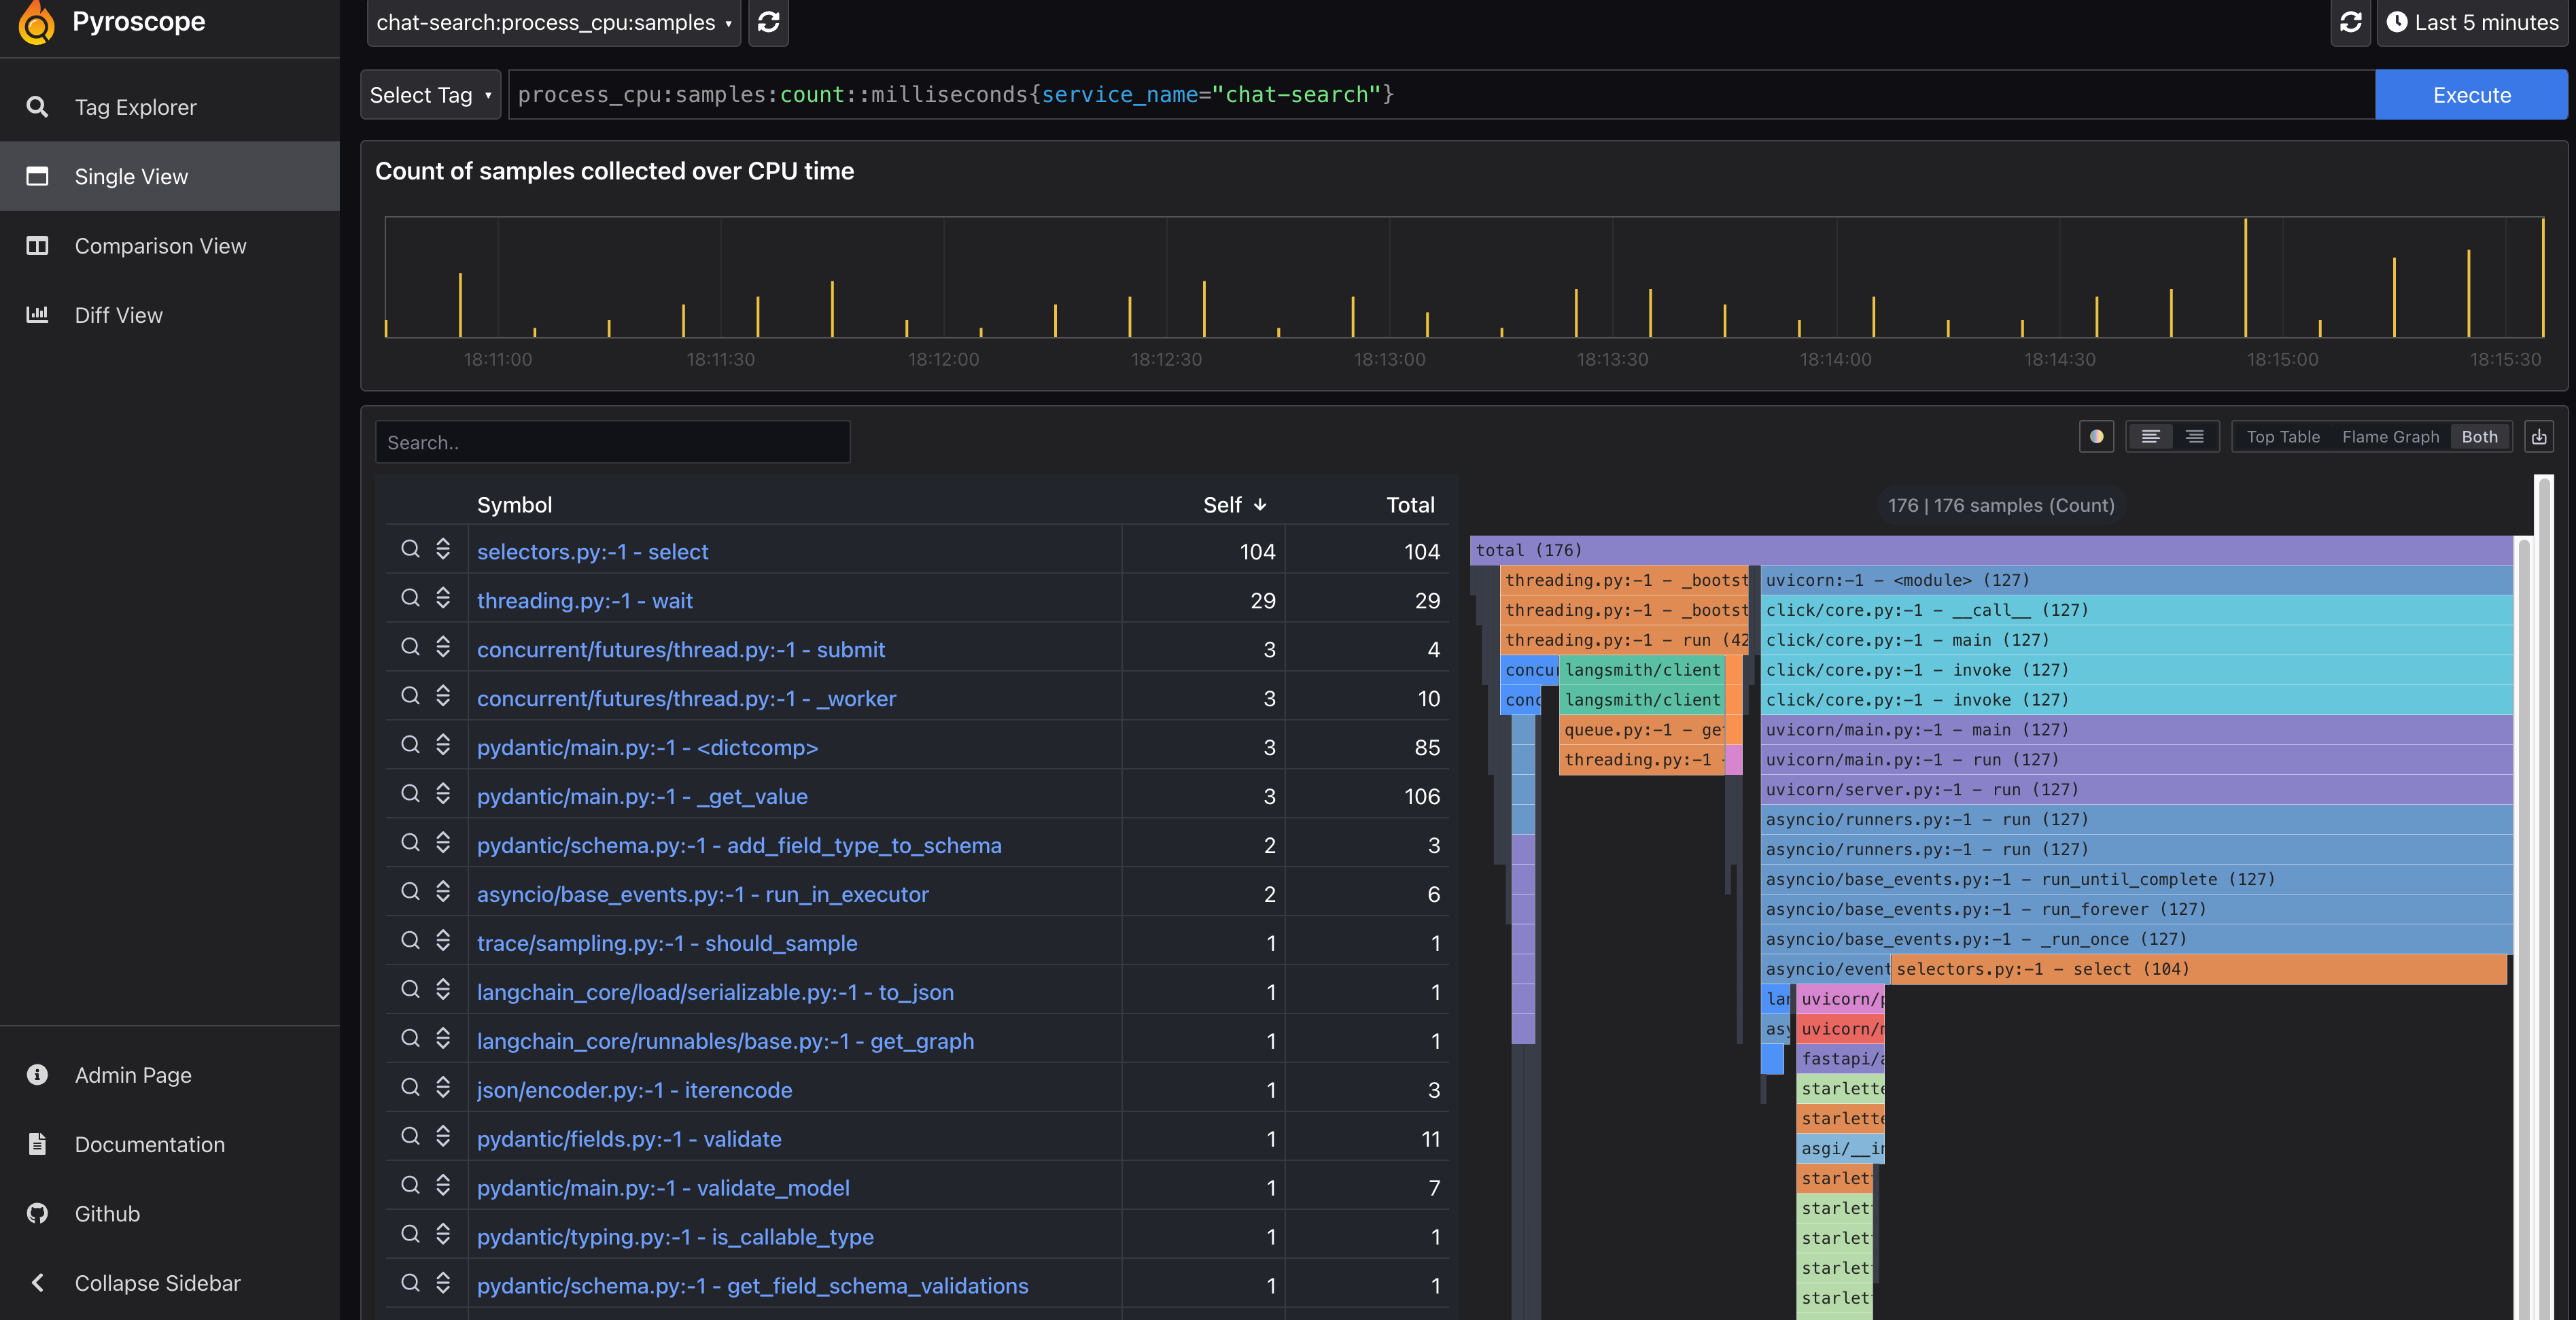 Pyroscope
chat-search:process_cpu:samples
Last 5 minutes
Tag Explorer
Select Tag
process_cpu:samples:count::milliseconds{service_name="chat-search"}
Execute
Single View
Comparison View
Diff View
Count of samples collected over CPU time
18:11:00 18:11:30 18:12:00 18:12:30 18:13:00 18:13:30 18:14:00 18:14:30 18:15:00 18:15:30
Search..
Top Table Flame Graph Both
Symbol Self Total
selectors.py:-1 - select 104 104
threading.py:-1 - wait 29 29
concurrent/futures/thread.py:-1 - submit 3 4
concurrent/futures/thread.py:-1 - _worker 3 10
pydantic/main.py:-1 - <dictcomp> 3 85
pydantic/main.py:-1 - _get_value 3 106
pydantic/schema.py:-1 - add_field_type_to_schema 2 3
asyncio/base_events.py:-1 - run_in_executor 2 6
trace/sampling.py:-1 - should_sample 1 1
langchain_core/load/serializable.py:-1 - to_json 1 1
langchain_core/runnables/base.py:-1 - get_graph 1 1
json/encoder.py:-1 - iterencode 1 3
pydantic/fields.py:-1 - validate 1 11
pydantic/main.py:-1 - validate_model 1 7
pydantic/typing.py:-1 - is_callable_type 1 1
pydantic/schema.py:-1 - get_field_schema_validations 1 1
176 | 176 samples (Count)
total (176)
threading.py:-1 - _bootst uvicorn:-1 - <module> (127)
threading.py:-1 - _bootst click/core.py:-1 - __call__ (127)
threading.py:-1 - run (42 click/core.py:-1 - main (127)
concur langsmith/client click/core.py:-1 - invoke (127)
conc langsmith/client click/core.py:-1 - invoke (127)
queue.py:-1 - ge uvicorn/main.py:-1 - main (127)
threading.py:-1 - uvicorn/main.py:-1 - run (127)
uvicorn/server.py:-1 - run (127)
asyncio/runners.py:-1 - run (127)
asyncio/runners.py:-1 - run (127)
asyncio/base_events.py:-1 - run_until_complete (127)
asyncio/base_events.py:-1 - run_forever (127)
asyncio/base_events.py:-1 - _run_once (127)
asyncio/event selectors.py:-1 - select (104)
lan uvicorn/p
asy uvicorn/m
fastapi/a
starlette
starlette
asgi/__in
starlet
starlet
starlet
starlet
starlet
Admin Page
Documentation
Github
Collapse Sidebar